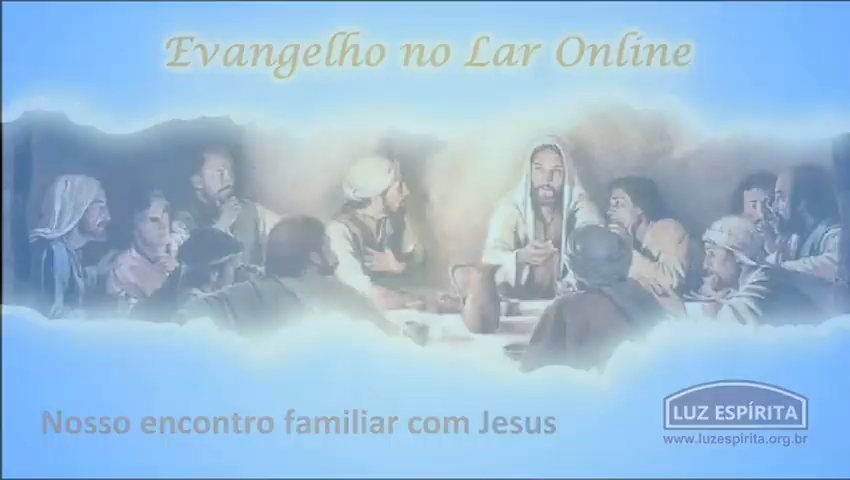 Evangelho no Lar Online
Nosso encontro familiar com Jesus
LUZ ESPÍRITA
www.luzespirita.org.br